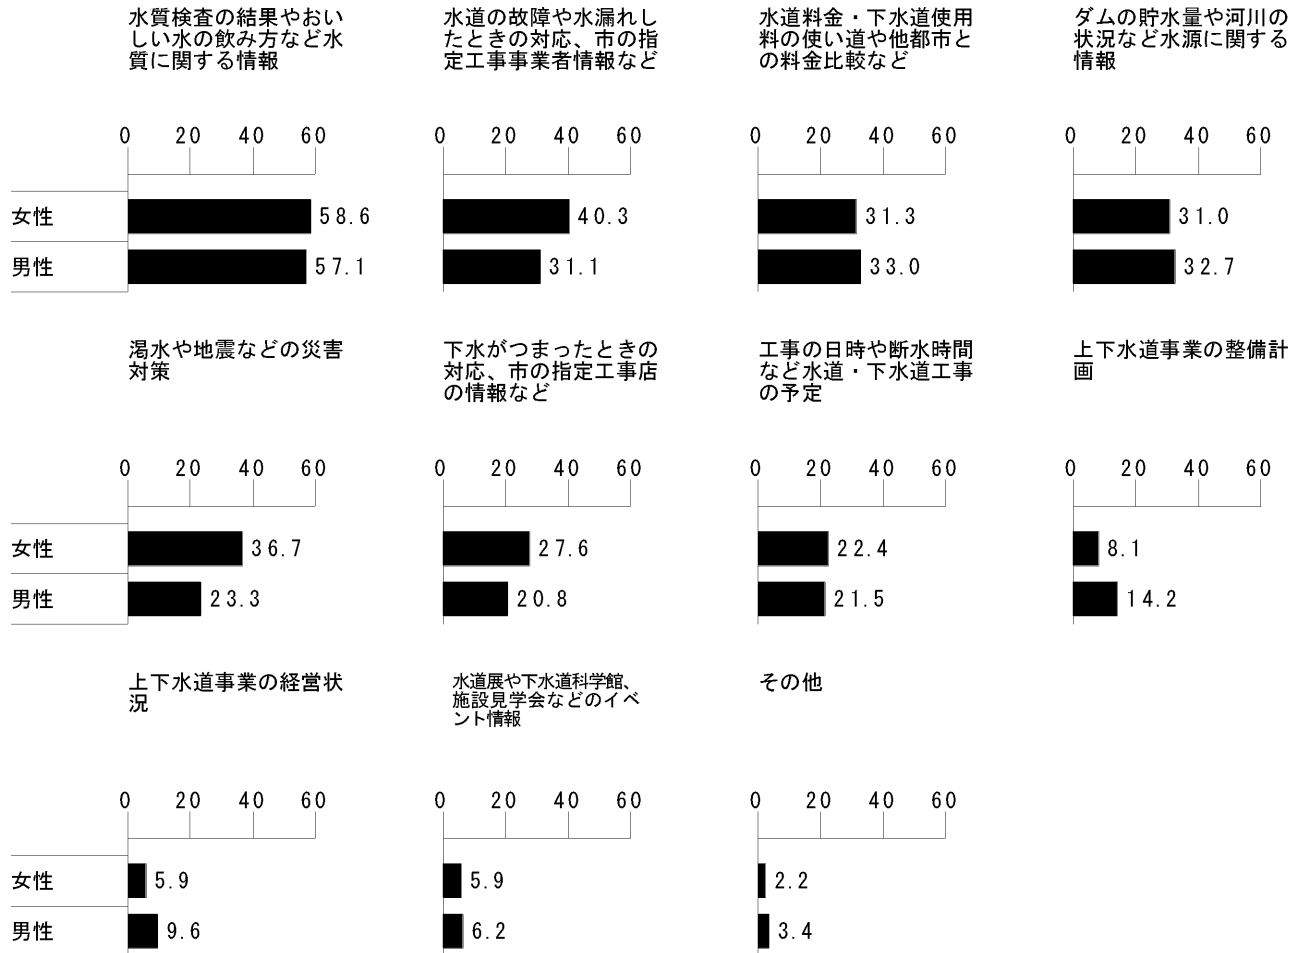 水質検査の結果やおい
しい水の飲み方など水
質に関する情報
水道の故障や水漏れし
たときの対応、市の指
定工事事業者情報など
水道料金・下水道使用
料の使い道や他都市と
の料金比較など
ダムの貯水量や河川の
状況など水源に関する
情報
0 20 40 60
0 20 40 60
0 20 40 60
0 20 40 60
女性 58.6 40.3 31.3 31.0
男性 57.1 31.1 33.0 32.7
渇水や地震などの災害
対策
下水がつまったときの
対応、市の指定工事店
の情報など
工事の日時や断水時間
など水道・下水道工事
の予定
上下水道事業の整備計
画
0 20 40 60
0 20 40 60
0 20 40 60
0 20 40 60
女性 36.7 27.6 22.4 8.1
男性 23.3 20.8 21.5 14.2
上下水道事業の経営状
況
水道展や下水道科学館、
施設見学会などのイベ
ント情報
その他
0 20 40 60
0 20 40 60
0 20 40 60
女性 5.9 5.9 2.2
男性 9.6 6.2 3.4